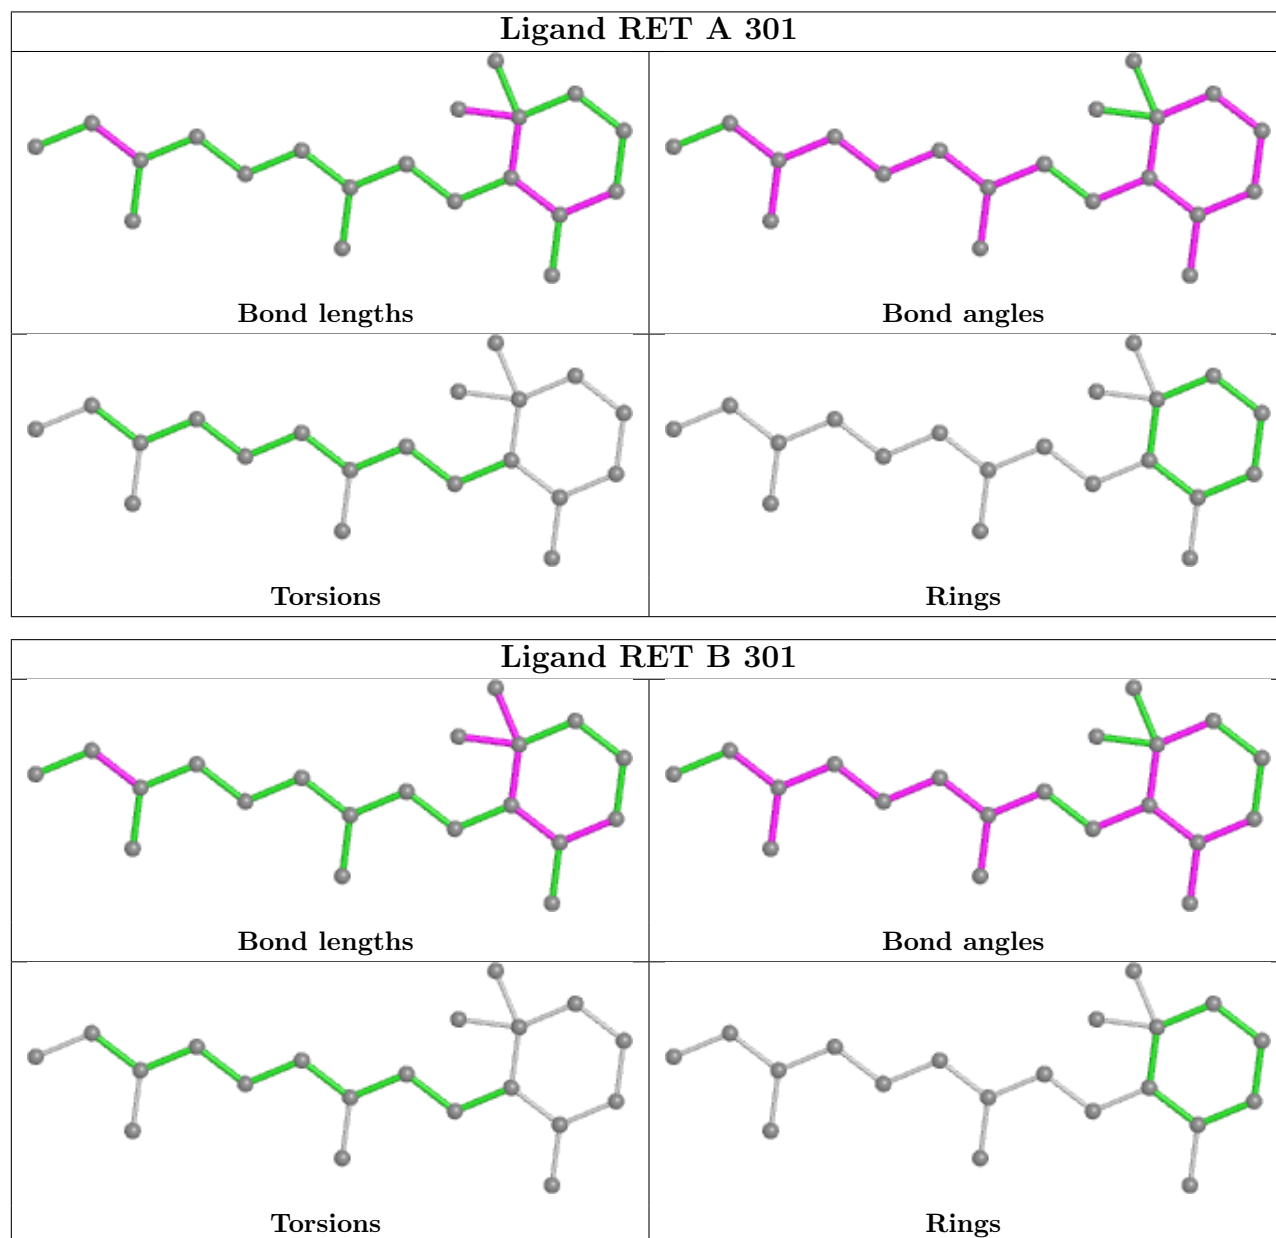 Ligand RET A 301
Bond lengths
Bond angles
Torsions
Rings
Ligand RET B 301
Bond lengths
Bond angles
Torsions
Rings